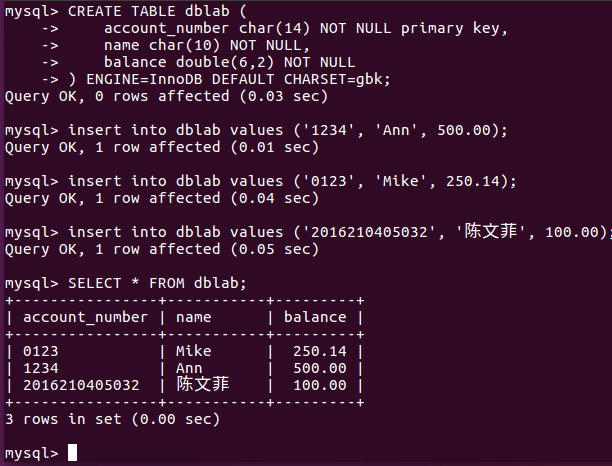 mysql> CREATE TABLE dblab (
    ->     account_number char(14) NOT NULL primary key,
    ->     name char(10) NOT NULL,
    ->     balance double(6,2) NOT NULL
    -> ) ENGINE=InnoDB DEFAULT CHARSET=gbk;
Query OK, 0 rows affected (0.03 sec)
mysql> insert into dblab values ('1234', 'Ann', 500.00);
Query OK, 1 row affected (0.01 sec)
mysql> insert into dblab values ('0123', 'Mike', 250.14);
Query OK, 1 row affected (0.04 sec)
mysql> insert into dblab values ('2016210405032', '陈文菲', 100.00);
Query OK, 1 row affected (0.05 sec)
mysql> SELECT * FROM dblab;
+----------------+-----------+---------+
| account_number | name      | balance |
+----------------+-----------+---------+
| 0123           | Mike      |  250.14 |
| 1234           | Ann       |  500.00 |
| 2016210405032  | 陈文菲    |  100.00 |
+----------------+-----------+---------+
3 rows in set (0.00 sec)
mysql>